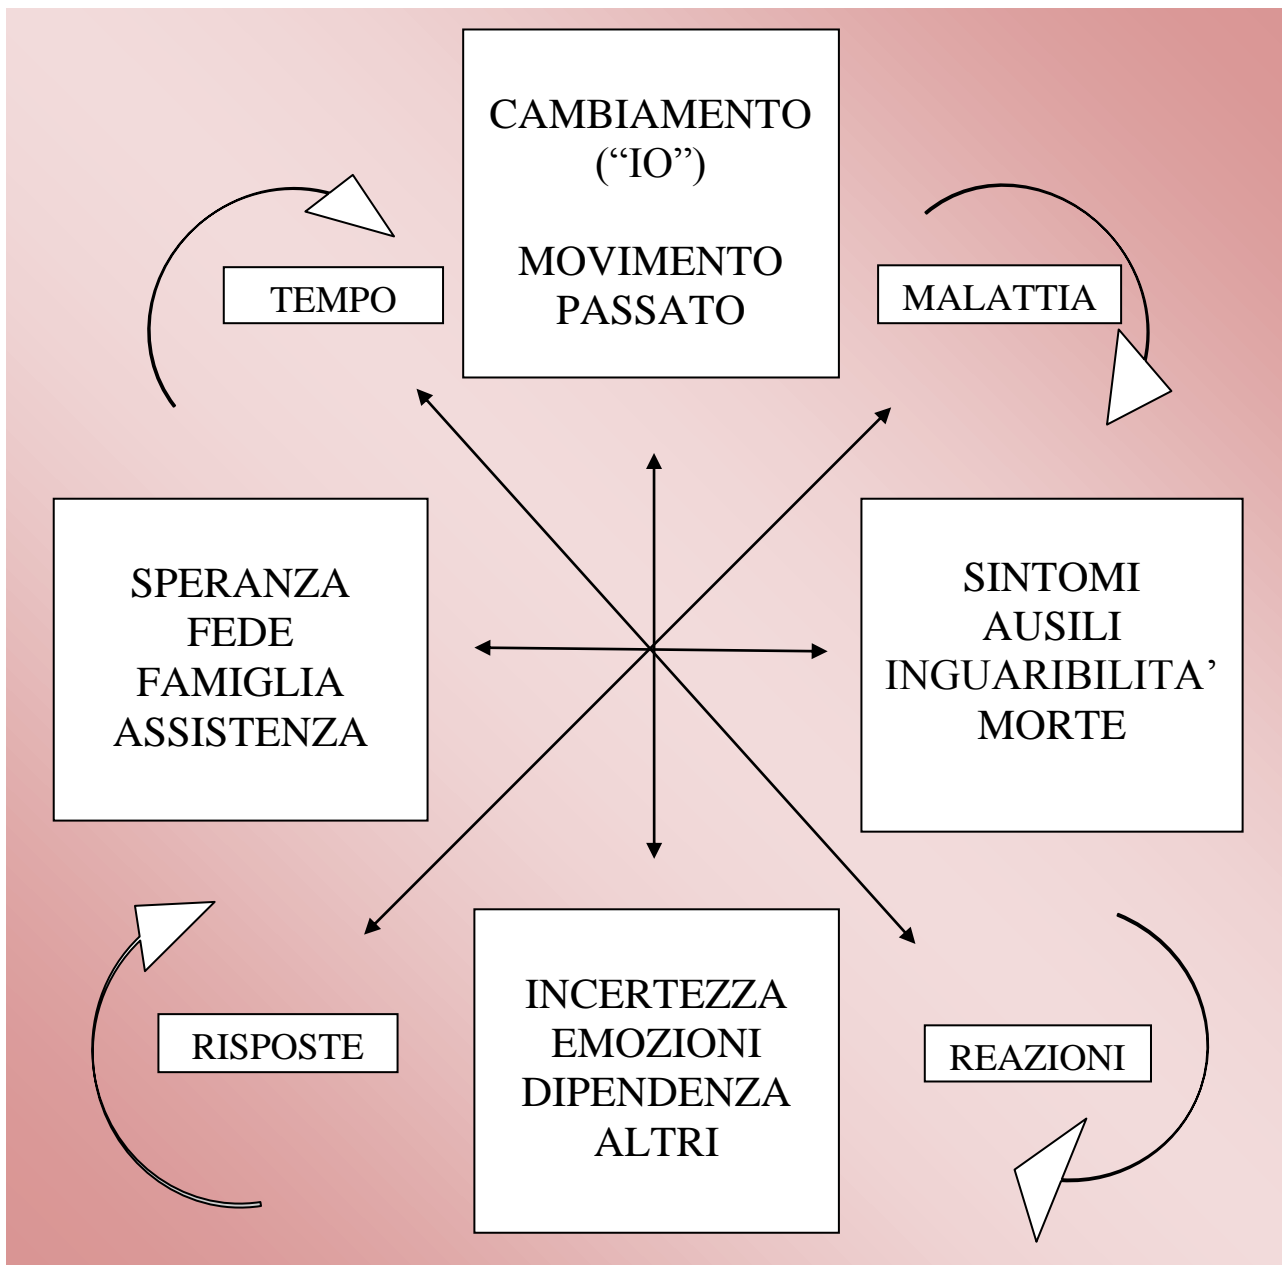 CAMBIAMENTO
(“IO”)
MOVIMENTO
PASSATO
TEMPO
MALATTIA
SPERANZA
FEDE
FAMIGLIA
ASSISTENZA
SINTOMI
AUSILI
INGUARIBILITA’
MORTE
INCERTEZZA
EMOZIONI
DIPENDENZA
ALTRI
RISPOSTE
REAZIONI